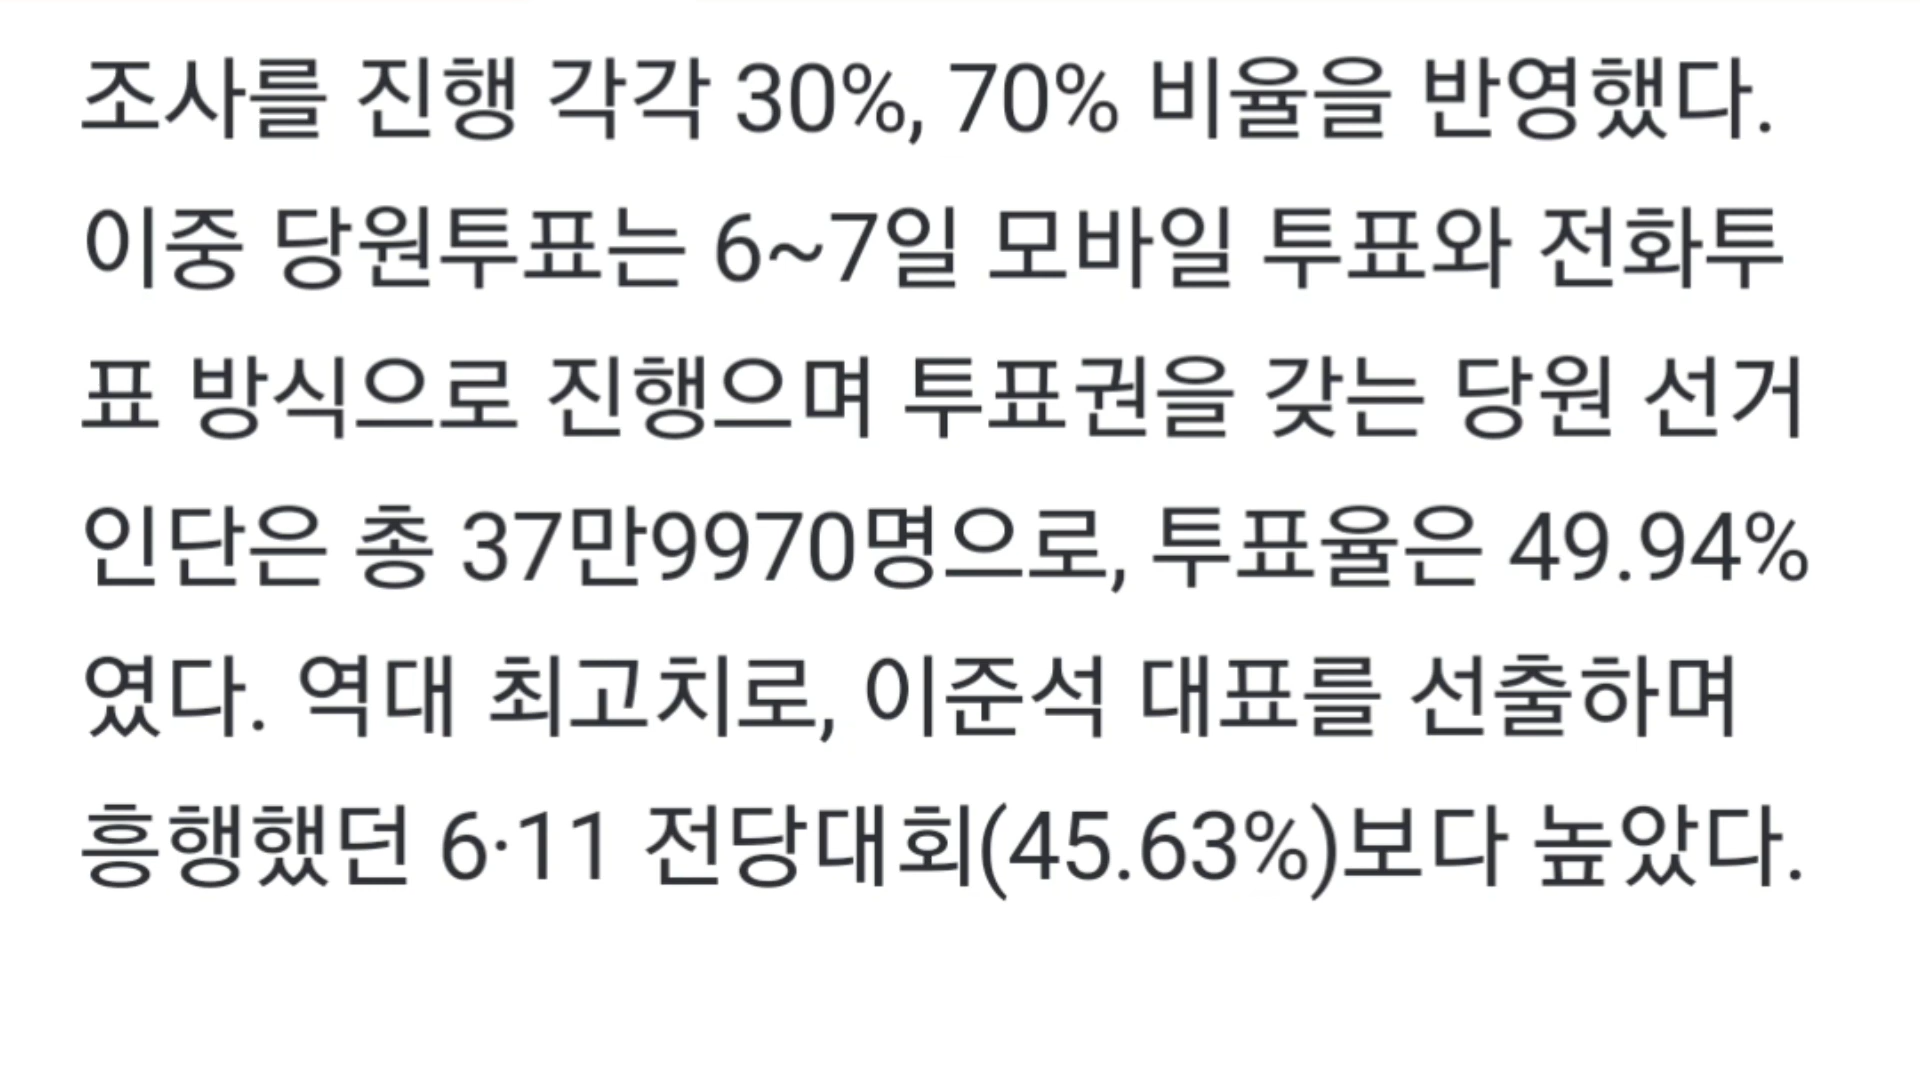 조사를 진행 각각 30%, 70% 비율을 반영했다.
이중 당원투표는 6~7일 모바일 투표와 전화투
표 방식으로 진행으며 투표권을 갖는 당원 선거
인단은 총 37만9970명으로, 투표율은 49.94%
였다. 역대 최고치로, 이준석 대표를 선출하며
흥행했던 6·11 전당대회(45.63%)보다 높았다.